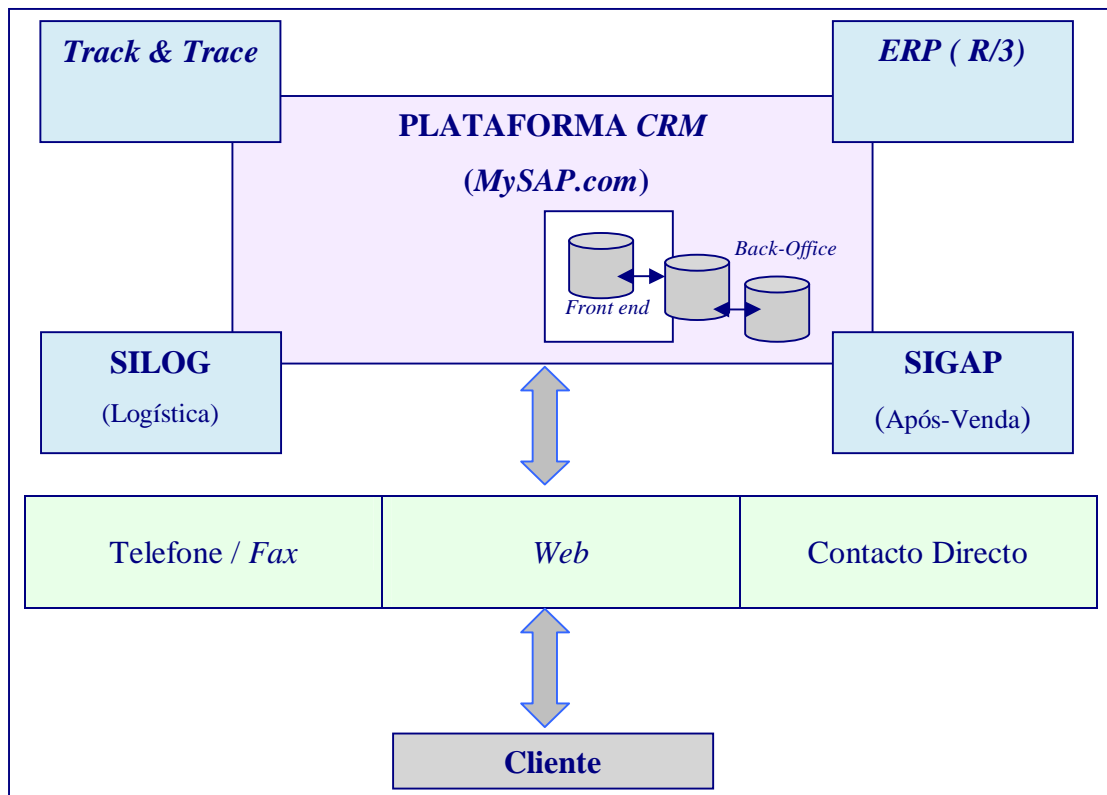 Track & Trace
ERP ( R/3)
PLATAFORMA CRM
(MySAP.com)
Back-Office
Front end
SILOG
(Logística)
SIGAP
(Após-Venda)
Telefone / Fax
Web
Contacto Directo
Cliente